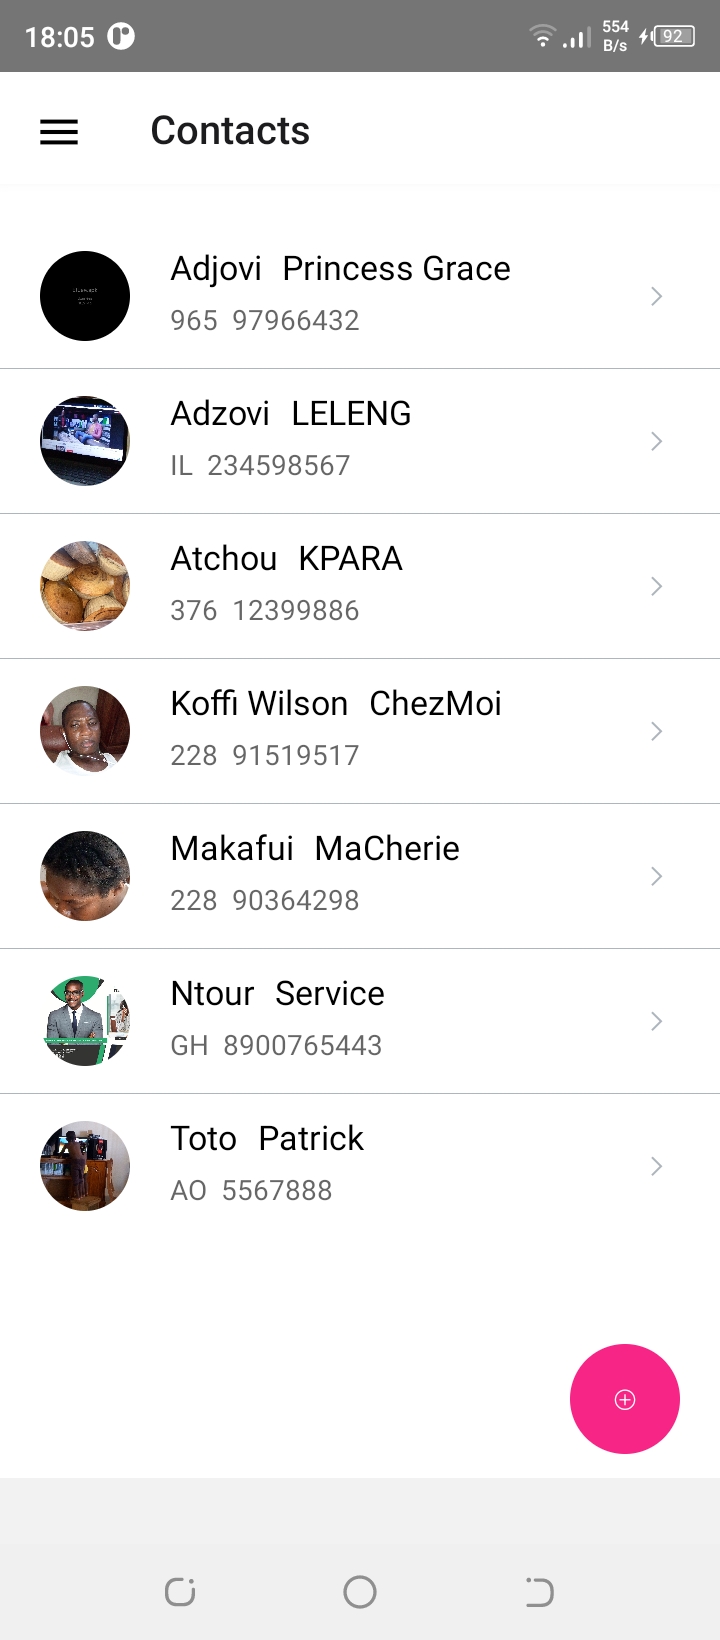 18:05
554
B/s
92
Contacts
Adjovi Princess Grace
965 97966432
Adzovi LELENG
IL 234598567
Atchou KPARA
376 12399886
Koffi Wilson ChezMoi
228 91519517
Makafui MaCherie
228 90364298
Ntour Service
GH 8900765443
Toto Patrick
AO 5567888